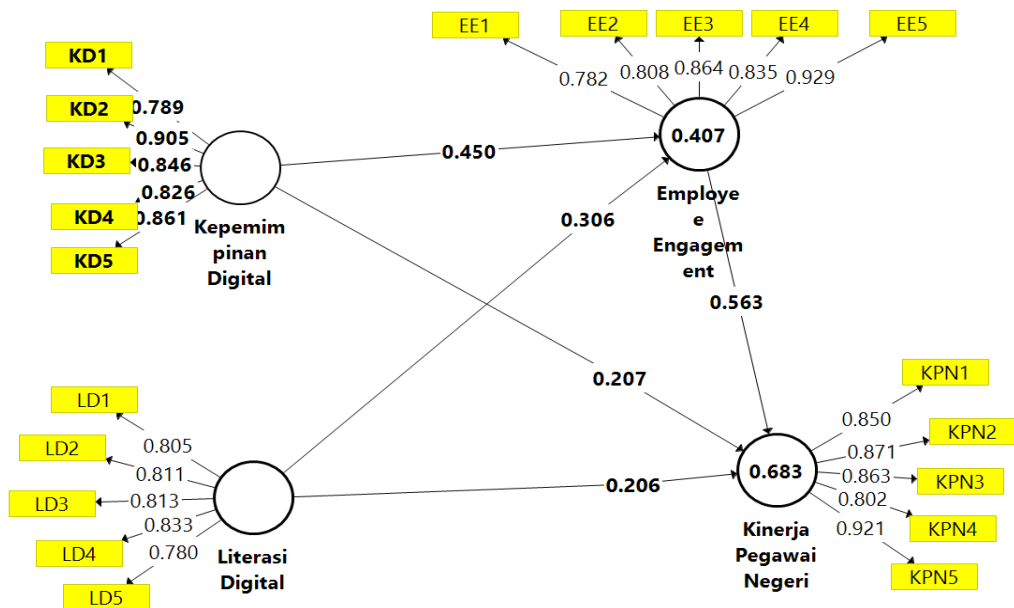 EE1
EE2
EE3
EE4
EE5
0.782
0.808
0.864
0.835
0.929
KD1
KD2
KD3
KD4
KD5
0.789
0.905
0.846
0.826
0.861
Kepemim
pinan
Digital
0.450
0.407
Employe
e
Engagem
ent
0.306
0.563
0.207
LD1
LD2
LD3
LD4
LD5
0.805
0.811
0.813
0.833
0.780
Literasi
Digital
0.206
0.683
Kinerja
Pegawai
Negeri
KPN1
KPN2
KPN3
KPN4
KPN5
0.850
0.871
0.863
0.802
0.921